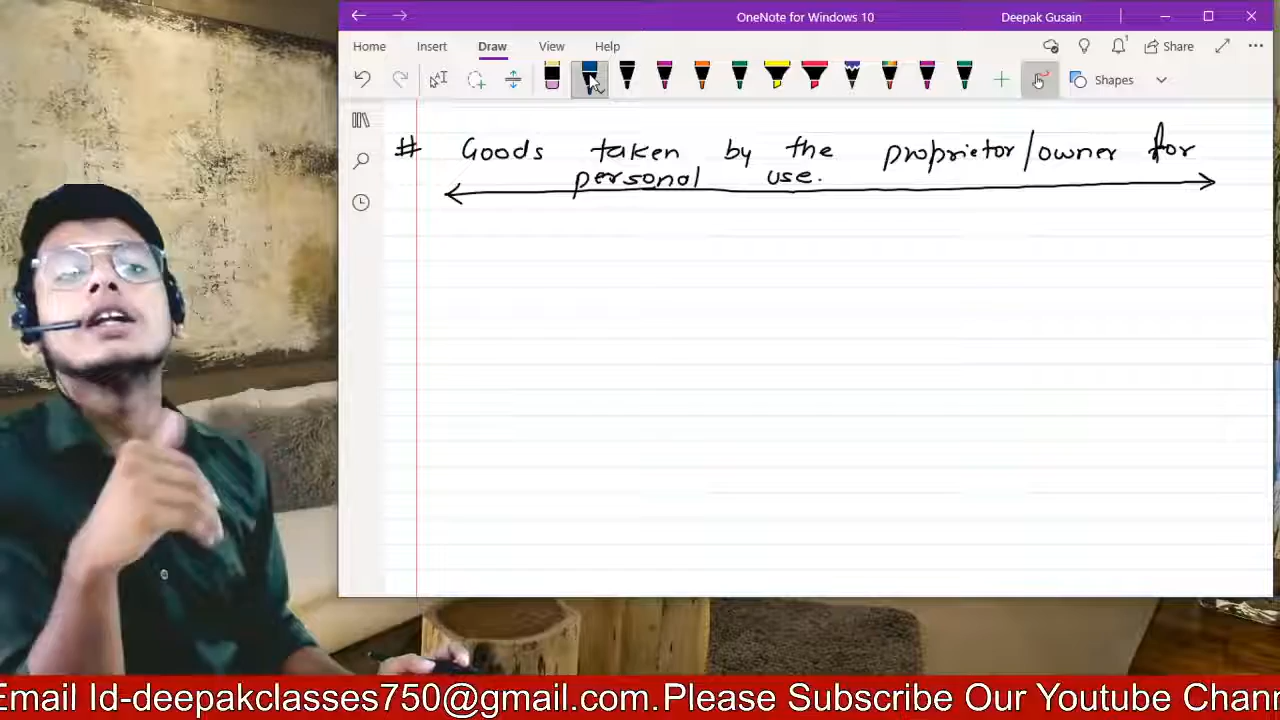 OneNote for Windows 10
Deepak Gusain
Home Insert Draw View Help Share
Shapes
# Goods taken by the proprietor/owner for
personal use.
Email Id-deepakclasses750@gmail.com.Please Subscribe Our Youtube Chann